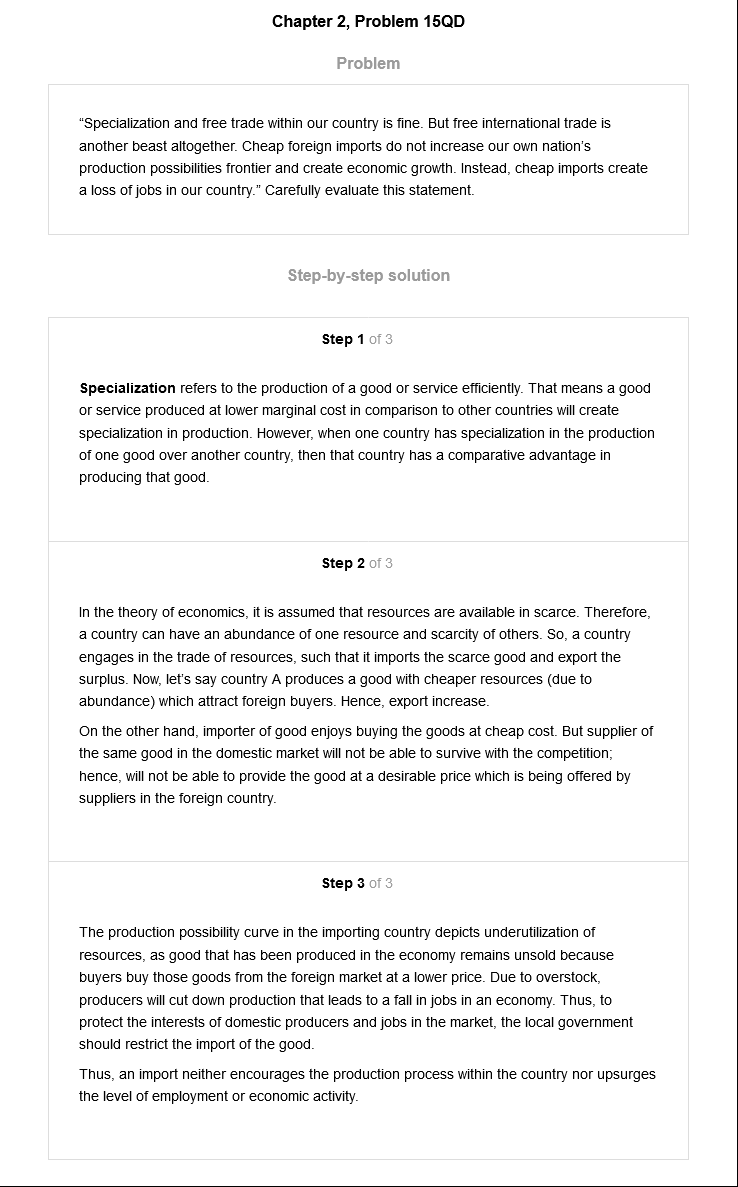 Chapter 2, Problem 15QD
Problem
“Specialization and free trade within our country is fine. But free international trade is
another beast altogether. Cheap foreign imports do not increase our own nation’s
production possibilities frontier and create economic growth. Instead, cheap imports create
a loss of jobs in our country.” Carefully evaluate this statement.
Step-by-step solution
Step 1 of 3
Specialization refers to the production of a good or service efficiently. That means a good
or service produced at lower marginal cost in comparison to other countries will create
specialization in production. However, when one country has specialization in the production
of one good over another country, then that country has a comparative advantage in
producing that good.
Step 2 of 3
In the theory of economics, it is assumed that resources are available in scarce. Therefore,
a country can have an abundance of one resource and scarcity of others. So, a country
engages in the trade of resources, such that it imports the scarce good and export the
surplus. Now, let’s say country A produces a good with cheaper resources (due to
abundance) which attract foreign buyers. Hence, export increase.
On the other hand, importer of good enjoys buying the goods at cheap cost. But supplier of
the same good in the domestic market will not be able to survive with the competition;
hence, will not be able to provide the good at a desirable price which is being offered by
suppliers in the foreign country.
Step 3 of 3
The production possibility curve in the importing country depicts underutilization of
resources, as good that has been produced in the economy remains unsold because
buyers buy those goods from the foreign market at a lower price. Due to overstock,
producers will cut down production that leads to a fall in jobs in an economy. Thus, to
protect the interests of domestic producers and jobs in the market, the local government
should restrict the import of the good.
Thus, an import neither encourages the production process within the country nor upsurges
the level of employment or economic activity.